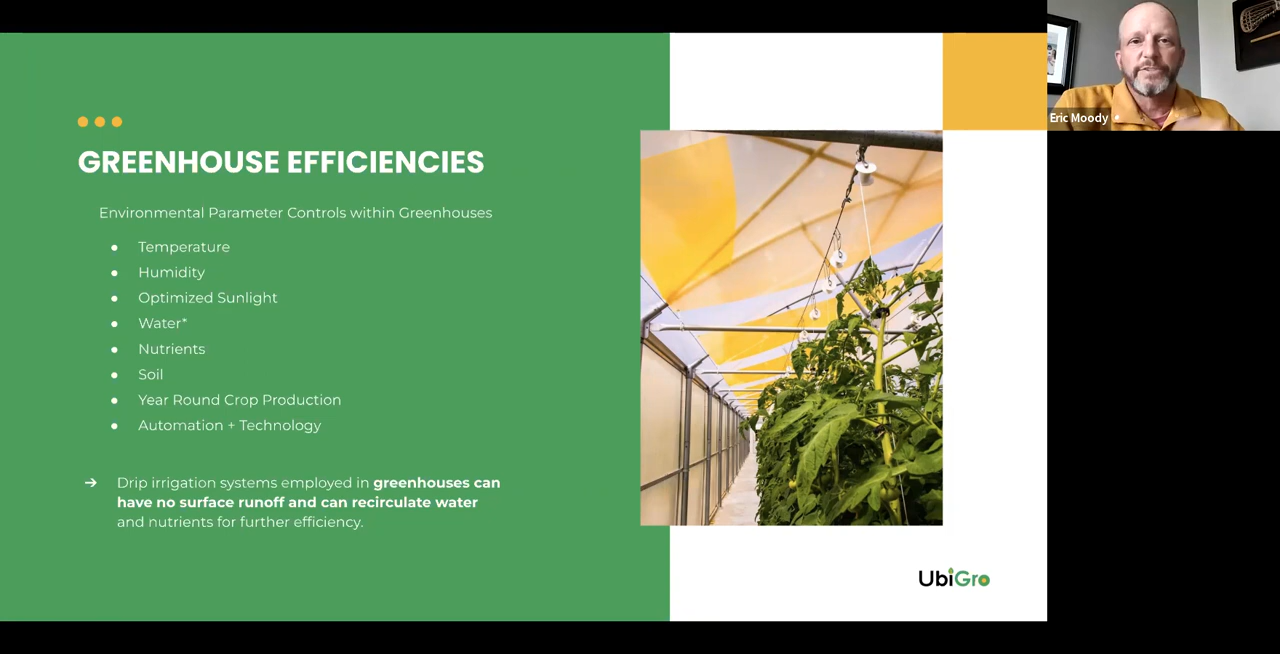 GREENHOUSE EFFICIENCIES
Environmental Parameter Controls within Greenhouses
● Temperature
● Humidity
● Optimized Sunlight
● Water*
● Nutrients
● Soil
● Year Round Crop Production
● Automation + Technology
➔ Drip irrigation systems employed in greenhouses can
have no surface runoff and can recirculate water
and nutrients for further efficiency.
UbiGro
Eric Moody